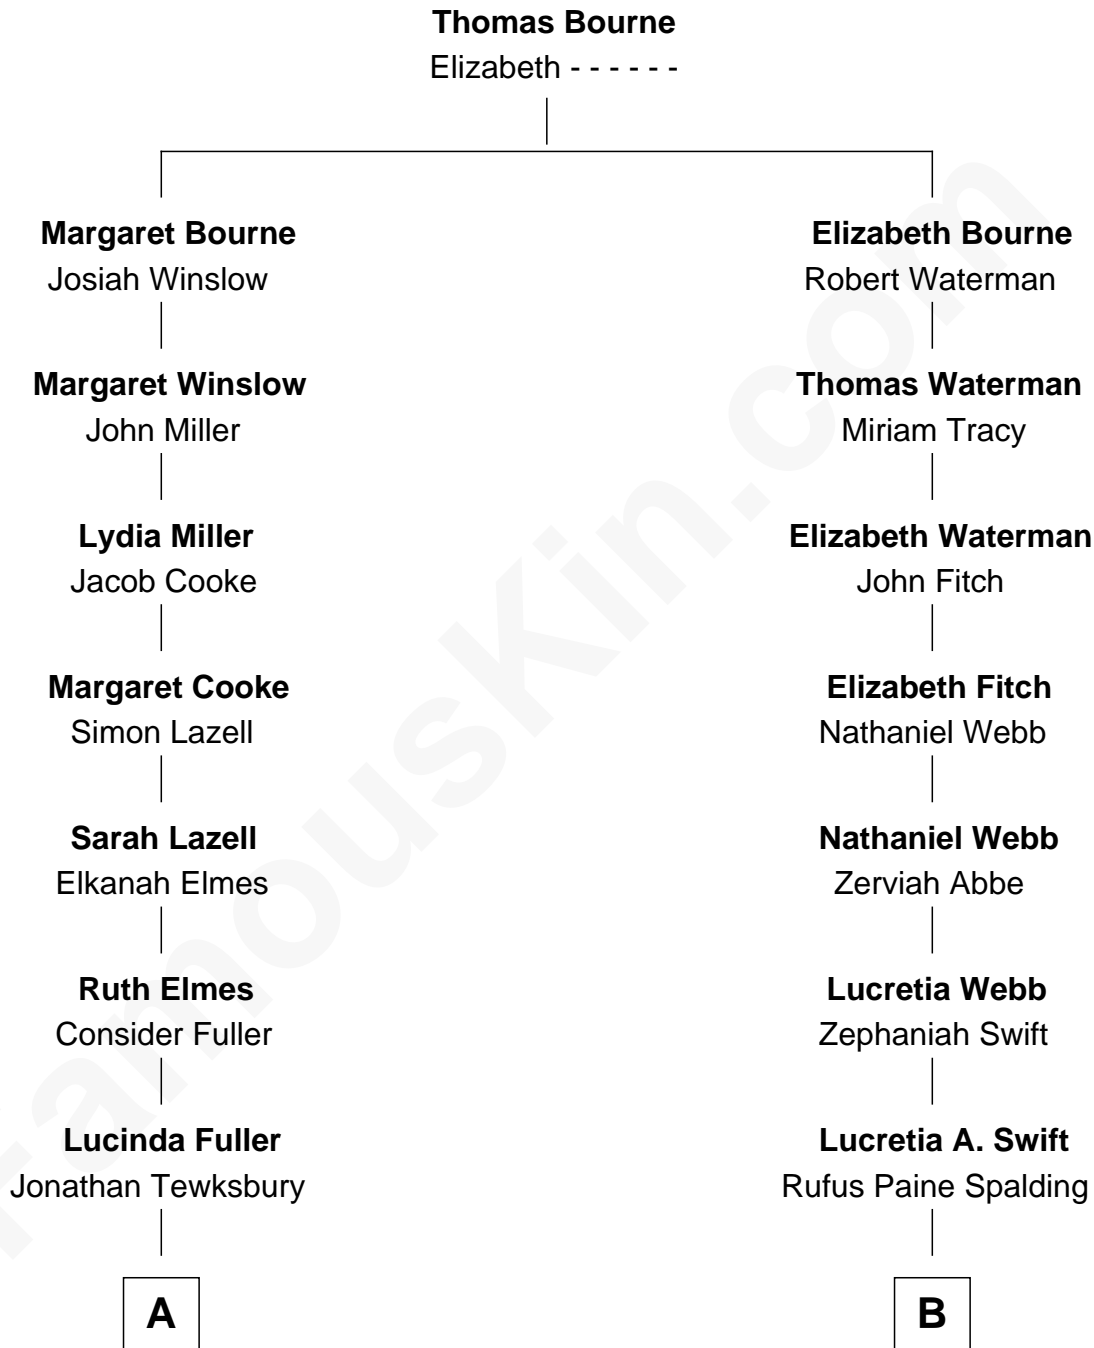 Thomas Bourne
Elizabeth - - - - - -
Margaret Bourne
Josiah Winslow
Elizabeth Bourne
Robert Waterman
Margaret Winslow
John Miller
Thomas Waterman
Miriam Tracy
Lydia Miller
Jacob Cooke
Elizabeth Waterman
John Fitch
Margaret Cooke
Simon Lazell
Elizabeth Fitch
Nathaniel Webb
Sarah Lazell
Elkanah Elmes
Nathaniel Webb
Zerviah Abbe
Ruth Elmes
Consider Fuller
Lucretia Webb
Zephaniah Swift
Lucinda Fuller
Jonathan Tewksbury
Lucretia A. Swift
Rufus Paine Spalding
A
B
FamousKin.com